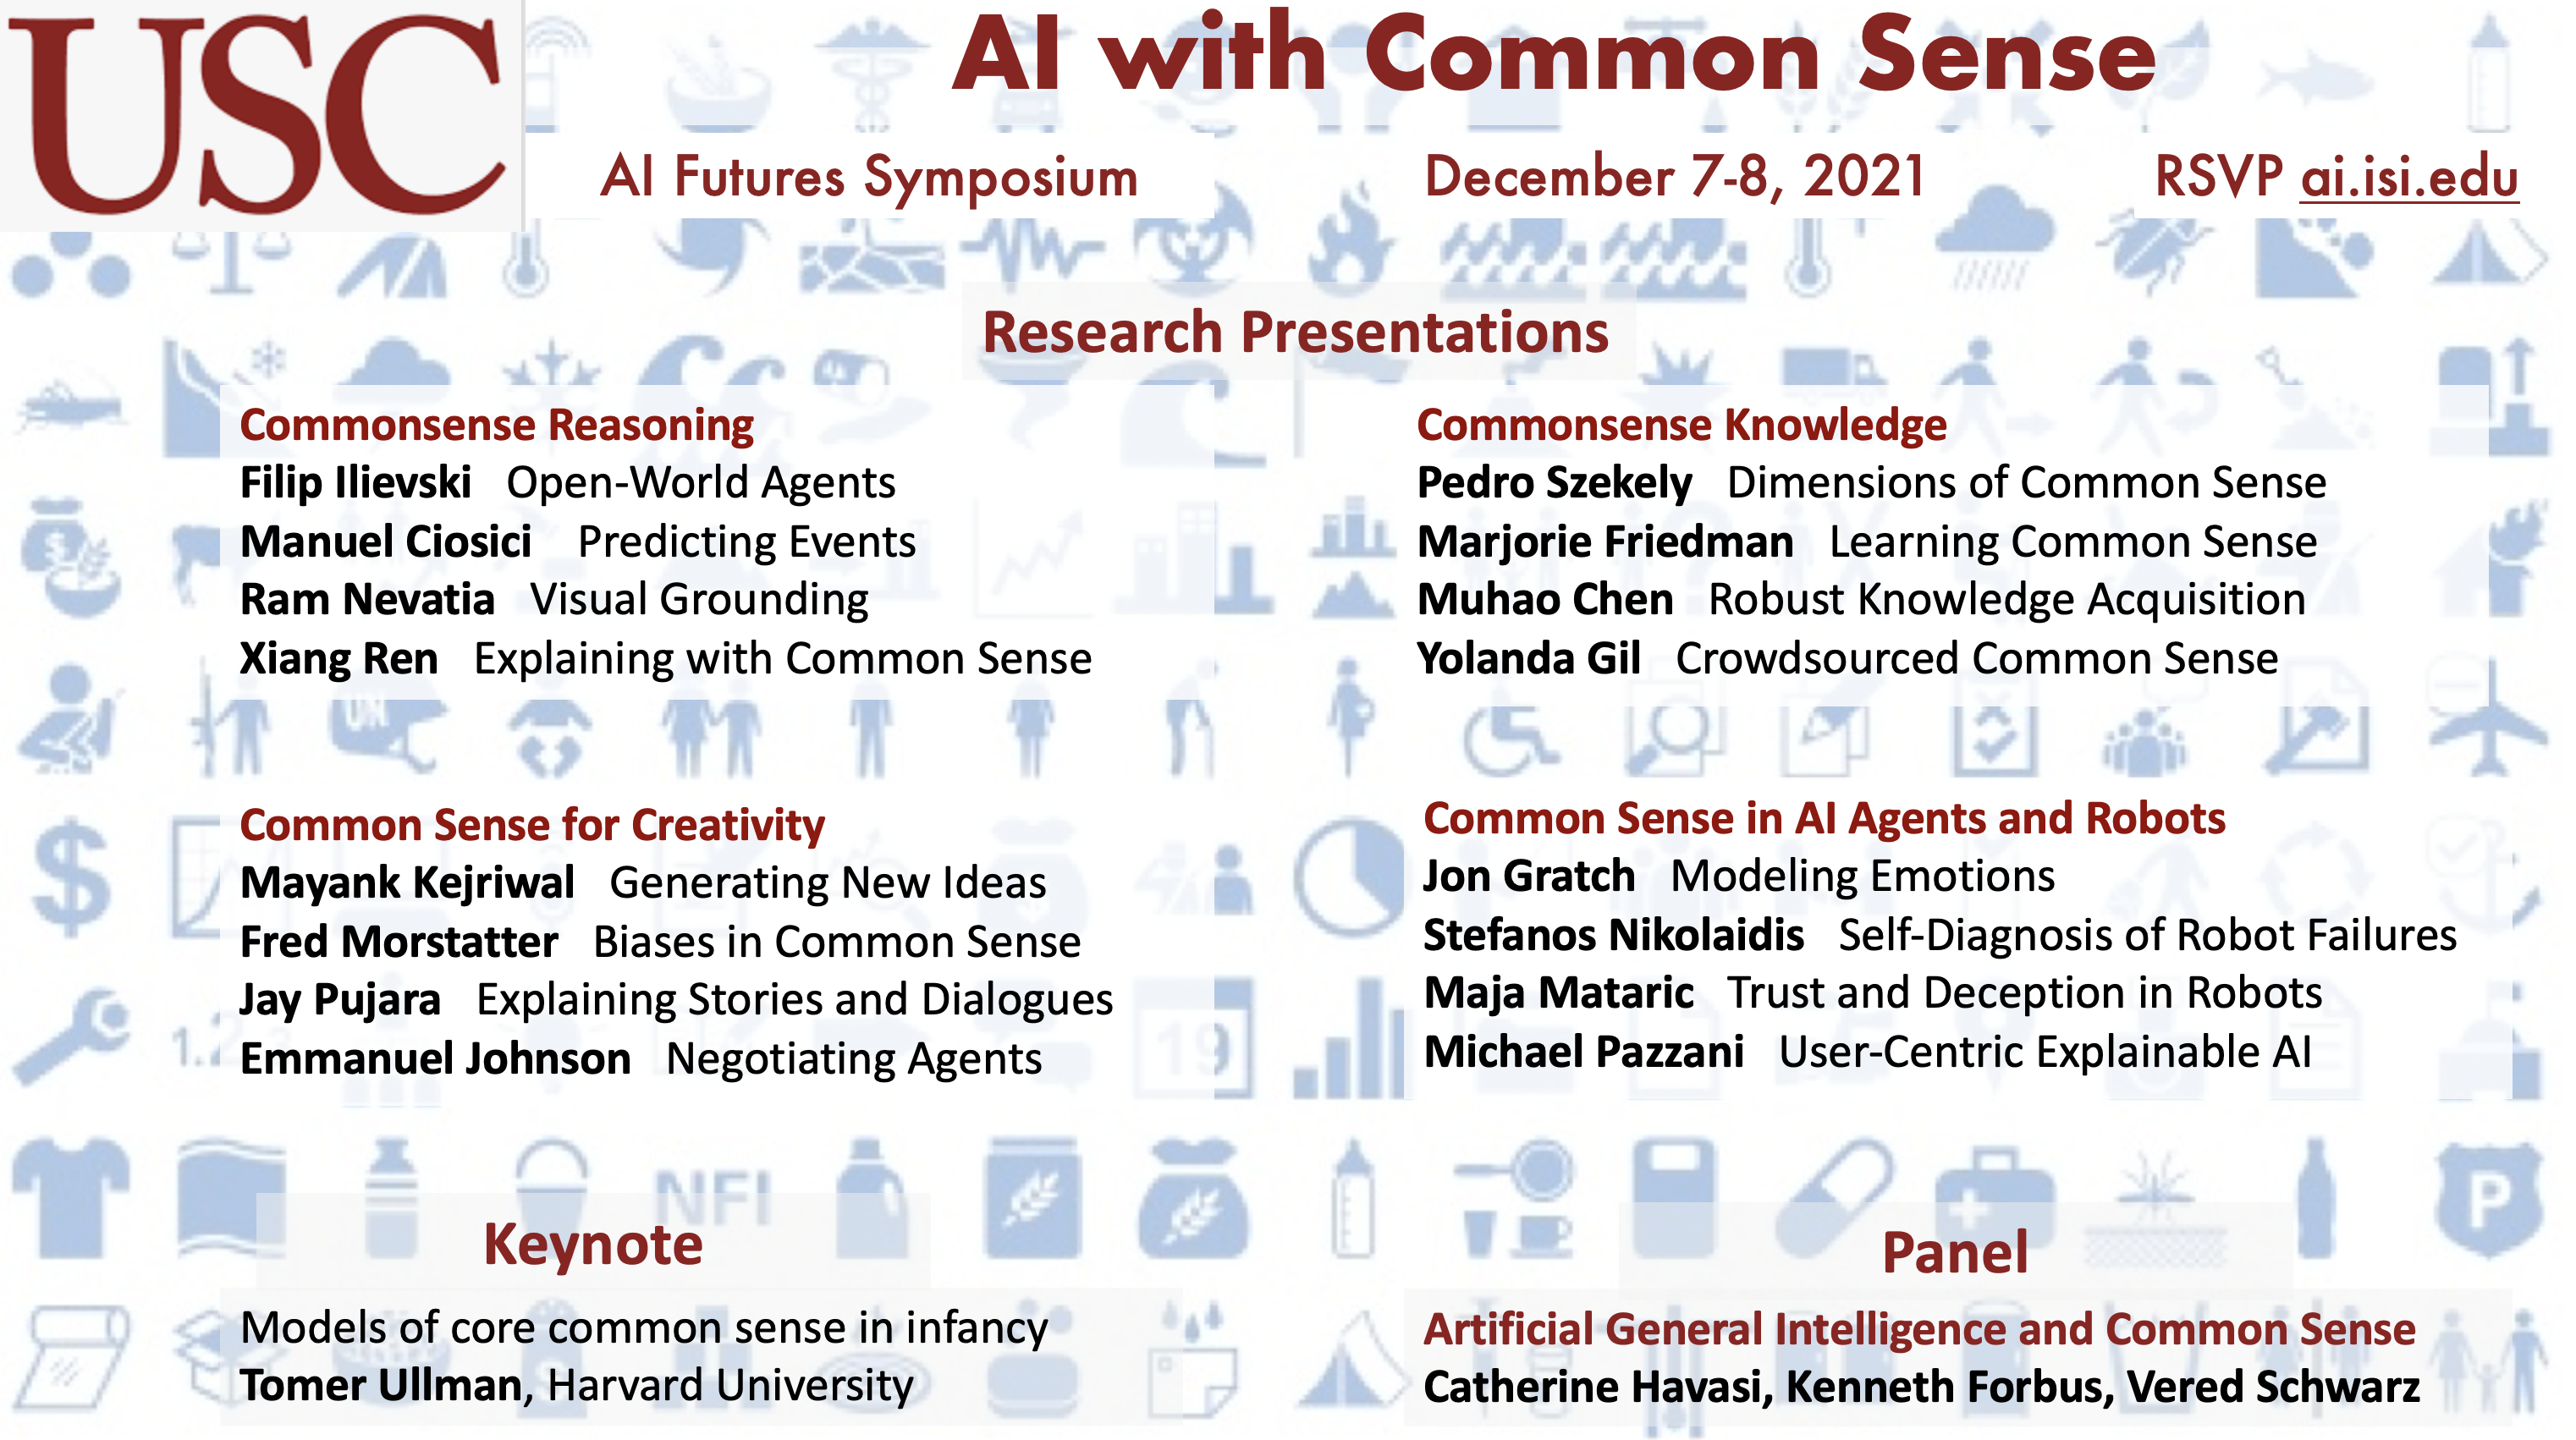 USC
AI with Common Sense
AI Futures Symposium
December 7-8, 2021
RSVP ai.isi.edu
Research Presentations
Commonsense Reasoning
Filip Ilievski Open-World Agents
Manuel Ciosici Predicting Events
Ram Nevatia Visual Grounding
Xiang Ren Explaining with Common Sense
Commonsense Knowledge
Pedro Szekely Dimensions of Common Sense
Marjorie Friedman Learning Common Sense
Muhao Chen Robust Knowledge Acquisition
Yolanda Gil Crowdsourced Common Sense
UN
Common Sense for Creativity
Mayank Kejriwal Generating New Ideas
Fred Morstatter Biases in Common Sense
Jay Pujara Explaining Stories and Dialogues
Emmanuel Johnson Negotiating Agents
19
Common Sense in AI Agents and Robots
Jon Gratch Modeling Emotions
Stefanos Nikolaidis Self-Diagnosis of Robot Failures
Maja Mataric Trust and Deception in Robots
Michael Pazzani User-Centric Explainable AI
NFI
P
Keynote
Models of core common sense in infancy
Tomer Ullman, Harvard University
Panel
Artificial General Intelligence and Common Sense
Catherine Havasi, Kenneth Forbus, Vered Schwarz